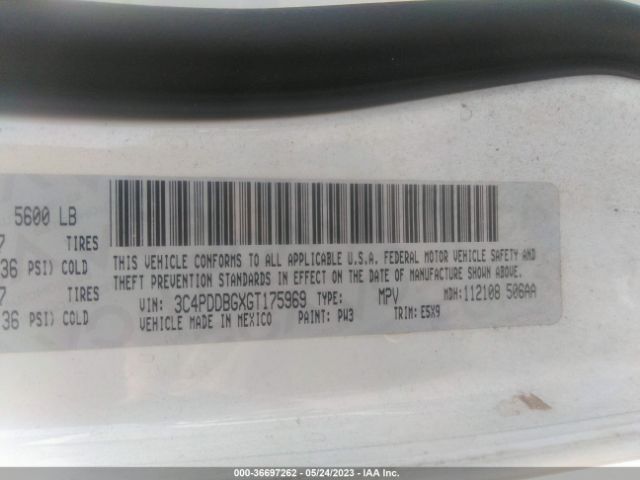 5600 LB
7 TIRES
36 PSI) COLD
7 TIRES
36 PSI) COLD
THIS VEHICLE CONFORMS TO ALL APPLICABLE U.S.A. FEDERAL MOTOR VEHICLE SAFETY AND
THEFT PREVENTION STANDARDS IN EFFECT ON THE DATE OF MANUFACTURE SHOWN ABOVE.
VIN: 3C4PDDBGXGT175969 TYPE: MPV MDH: 112108 506AA
VEHICLE MADE IN MEXICO PAINT: PW3 TRIM: E5X9
000-36697262 - 05/24/2023 - IAA Inc.